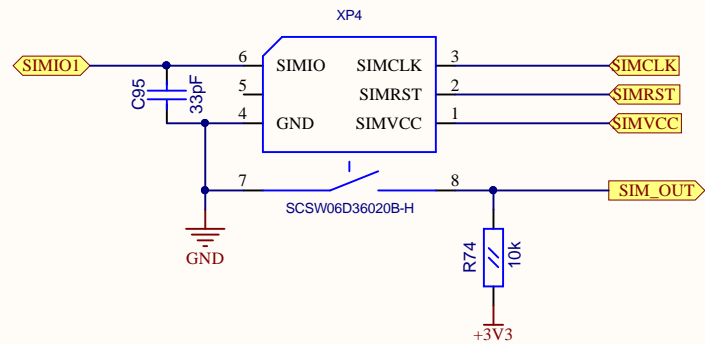 XP4
SIMIO1 6 SIMIO SIMCLK 3 SIMCLK
C95 33pF 5 SIMRST 2 SIMRST
4 GND SIMVCC 1 SIMVCC
7 8 SIM_OUT
SCSW06D36020B-H
GND R74 10k
+3V3